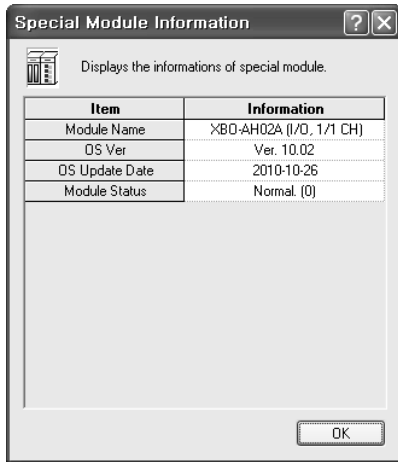 Special Module Information
Displays the informations of special module.
Item Information
Module Name XBO-AH02A (I/O, 1/1 CH)
OS Ver Ver. 10.02
OS Update Date 2010-10-26
Module Status Normal. (0)
OK